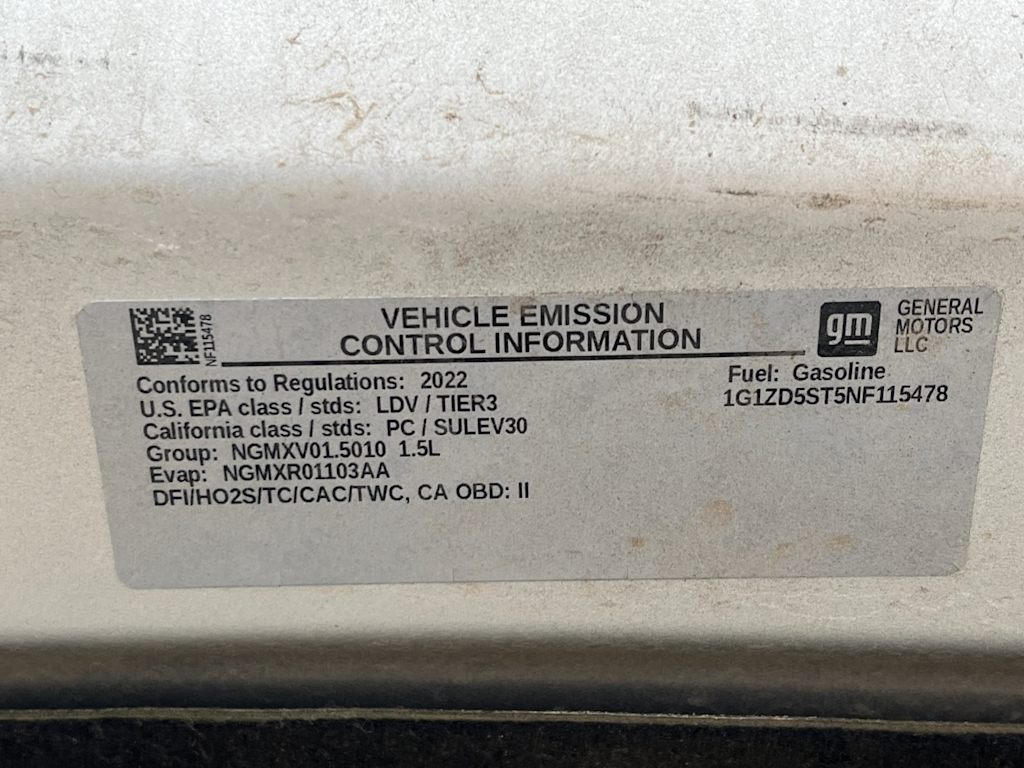 NF115478
VEHICLE EMISSION
CONTROL INFORMATION
gm
GENERAL
MOTORS
LLC
Conforms to Regulations: 2022
U.S. EPA class / stds: LDV / TIER3
California class / stds: PC / SULEV30
Group: NGMXV01.5010 1.5L
Evap: NGMXR01103AA
DFI/HO2S/TC/CAC/TWC, CA OBD: II
Fuel: Gasoline
1G1ZD5ST5NF115478